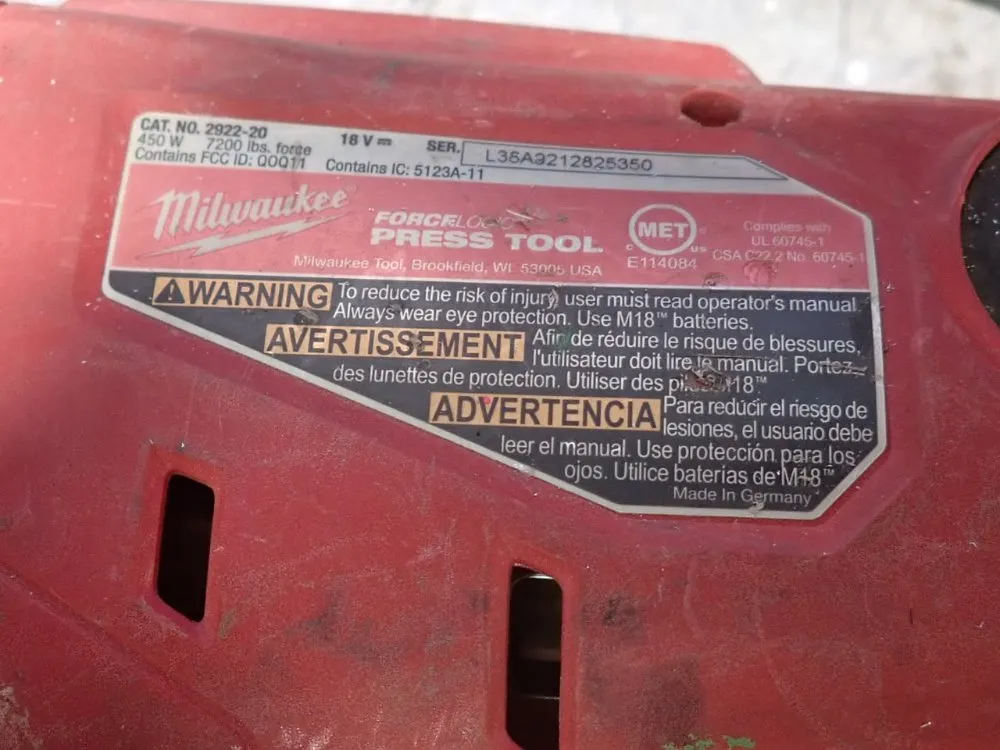 CAT. NO. 2922-20
450 W 7200 lbs. force
Contains FCC ID: QOQ11
18 V
Contains IC: 5123A-11
SER. L35A9212825350
Milwaukee
FORCELOGIC
PRESS TOOL
Milwaukee Tool, Brookfield, WI 53005 USA
c MET us
E114084
Complies with
UL 60745-1
CSA C22.2 No. 60745-1
WARNING To reduce the risk of injury, user must read operator's manual.
Always wear eye protection. Use M18™ batteries.
AVERTISSEMENT Afin de réduire le risque de blessures,
l'utilisateur doit lire le manual. Portez
des lunettes de protection. Utiliser des M18™
ADVERTENCIA Para reducir el riesgo de
lesiones, el usuario debe
leer el manual. Use protección para los
ojos. Utilice baterías de M18™
Made In Germany